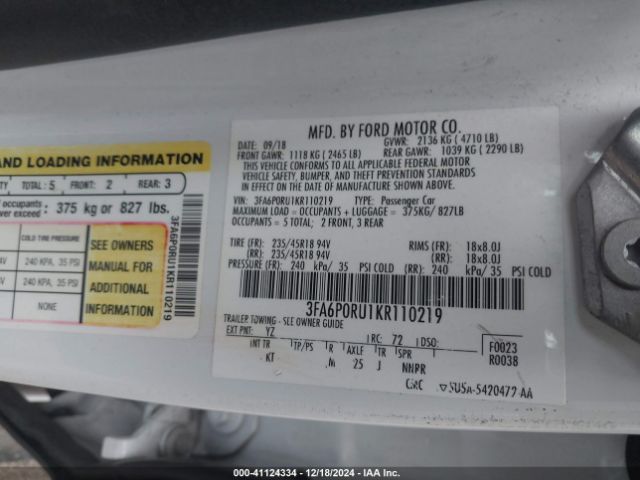 AND LOADING INFORMATION
TOTAL: 5 FRONT: 2 REAR: 3
occupants
exceed : 375 kg or 827 lbs.
COLD TIRE PRESSURE
240 KPA, 35 PSI
240 KPA, 35 PSI
NONE
SEE OWNERS
MANUAL FOR
ADDITIONAL
INFORMATION
3FA6P0RU1KR110219
MFD. BY FORD MOTOR CO.
DATE: 09/18 GVWR: 2136 KG ( 4710 LB)
FRONT GAWR: 1118 KG ( 2465 LB) REAR GAWR: 1039 KG ( 2290 LB)
THIS VEHICLE CONFORMS TO ALL APPLICABLE FEDERAL MOTOR
VEHICLE SAFETY, BUMPER, AND THEFT PREVENTION STANDARDS IN
EFFECT ON THE DATE OF MANUFACTURE SHOWN ABOVE.
VIN: 3FA6P0RU1KR110219 TYPE: Passenger Car
MAXIMUM LOAD = OCCUPANTS + LUGGAGE = 375KG/ 827LB
OCCUPANTS = 5 TOTAL; 2 FRONT, 3 REAR
TIRE (FR): 235/45R18 94V RIMS (FR): 18x8.0J
(RR): 235/45R18 94V (RR): 18x8.0J
PRESSURE (FR): 240 kPa/ 35 PSI COLD (RR): 240 kPa/ 35 PSI COLD
3FA6P0RU1KR110219
TRAILER TOWING - SEE OWNER GUIDE
EXT PNT: YZ RC: 72 DSO: F0023
INT TR TP/PS R AXLE TR SPR R0038
KT M 25 J NNPR
5U5A-5420472-AA
000-41124334 • 12/18/2024 • IAA Inc.